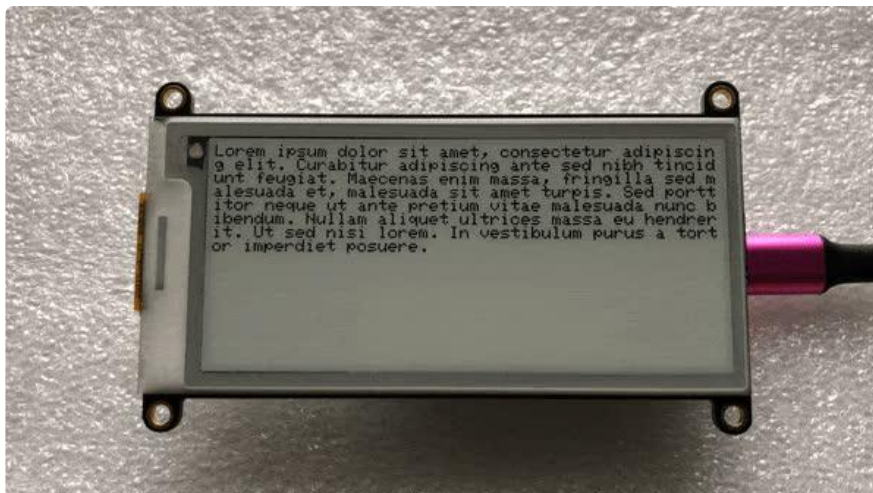 Lorem ipsum dolor sit amet, consectetur adipiscin
g elit. Curabitur adipiscing ante sed nibh tincid
unt feugiat. Maecenas enim massa, fringilla sed m
alesuada et, malesuada sit amet turpis. Sed portt
itor neque ut ante pretium vitae malesuada nunc b
ibendum. Nullam aliquet ultrices massa eu hendrer
it. Ut sed nisi lorem. In vestibulum purus a tort
or imperdiet posuere.